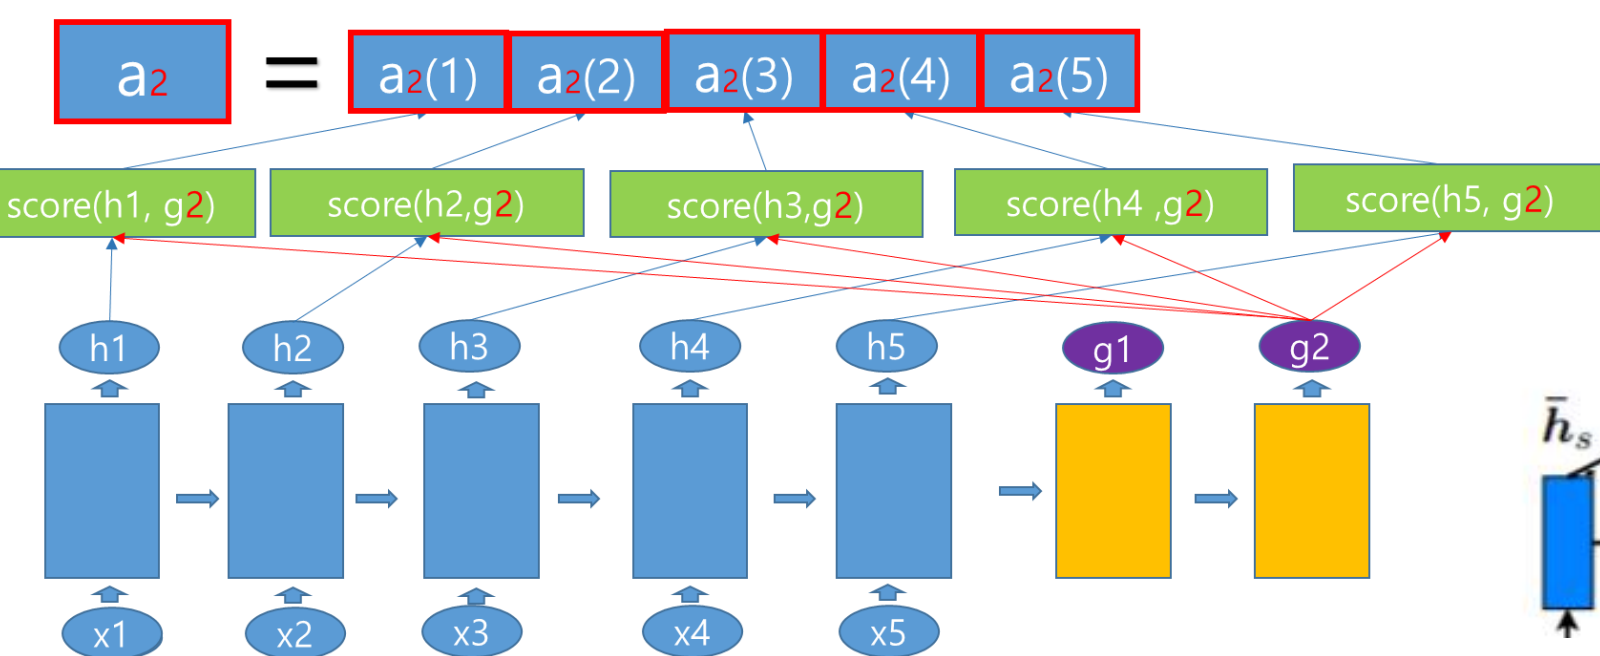 a2 = a2(1) a2(2) a2(3) a2(4) a2(5)
score(h1, g2) score(h2,g2) score(h3,g2) score(h4 ,g2) score(h5, g2)
h1 h2 h3 h4 h5 g1 g2
h̄s
x1 x2 x3 x4 x5